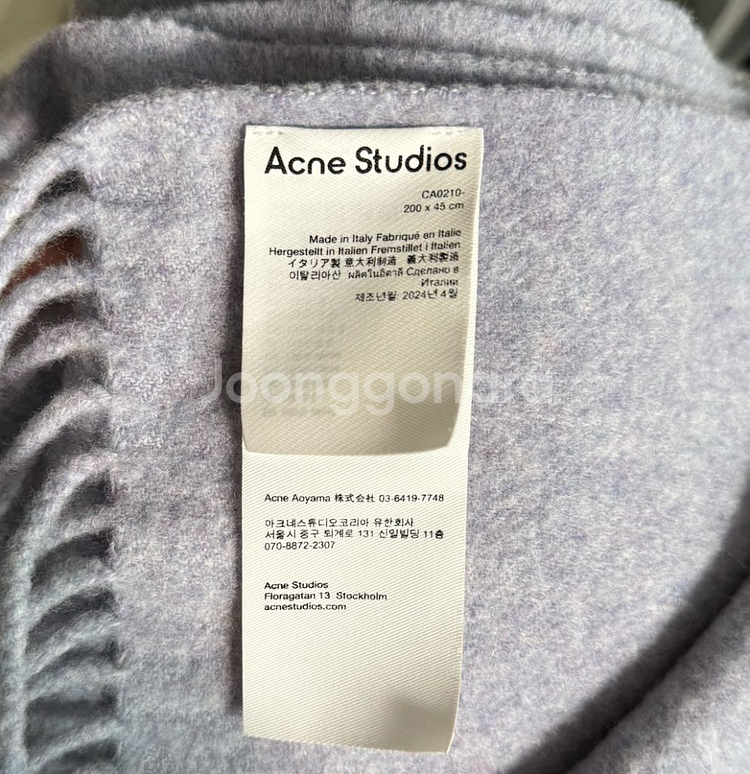 Acne Studios
CA0210-
200 x 45 cm
Made in Italy Fabriqué en Italie
Hergestellt in Italien Fremstillet i Italien
イタリア製 意大利制造 義大利製造
이탈리아산 ผลิตในอิตาลี Сделано в
Италии
제조년월: 2024년 4월
Joonggonara
Acne Aoyama 株式会社 03-6419-7748
아크네스튜디오코리아 유한회사
서울시 중구 퇴계로 131 신일빌딩 11층
070-8872-2307
Acne Studios
Floragatan 13 Stockholm
acnestudios.com